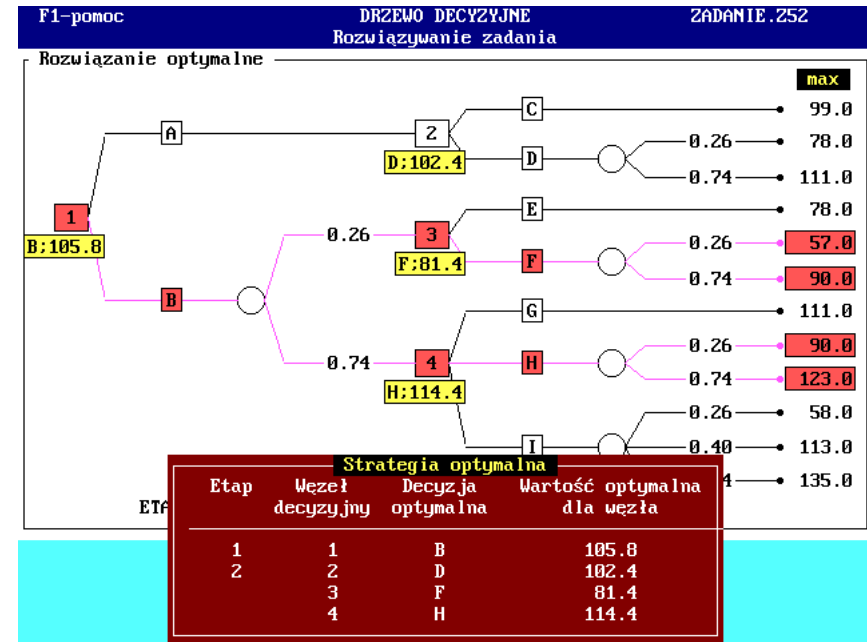 F1-pomoc DRZEWO DECYZYJNE ZADANIE.Z52
Rozwiązywanie zadania
Rozwiązanie optymalne
max
C 99.0
A 2 0.26 78.0
D;102.4 D
0.74 111.0
1 E 78.0
B;105.8 0.26 3 0.26 57.0
F;81.4 F
0.74 90.0
B G 111.0
0.26 90.0
0.74 4 H
H;114.4 0.74 123.0
0.26 58.0
I 0.40 113.0
4 135.0
Strategia optymalna
Etap Węzeł Decyzja Wartość optymalna
ETA decyzyjny optymalna dla węzła
1 1 B 105.8
2 2 D 102.4
3 F 81.4
4 H 114.4